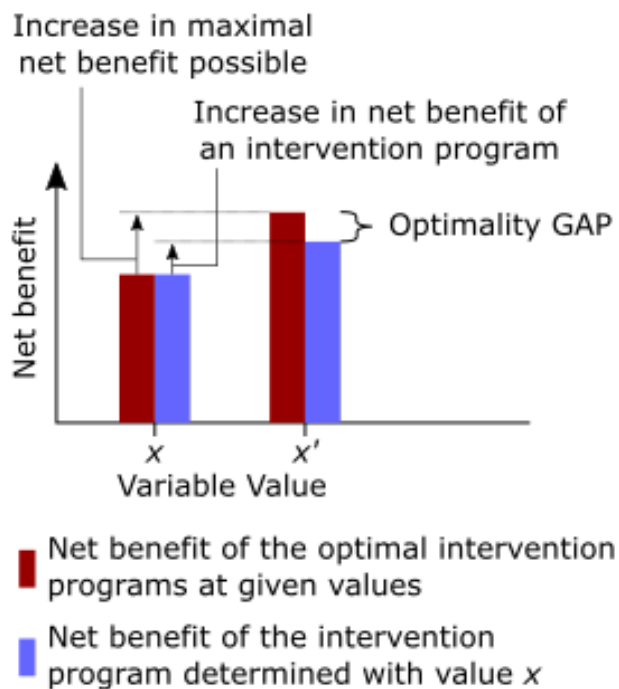 Increase in maximal
net benefit possible
Increase in net benefit of
an intervention program
Optimality GAP
Net benefit
x
x'
Variable Value
Net benefit of the optimal intervention
programs at given values
Net benefit of the intervention
program determined with value x